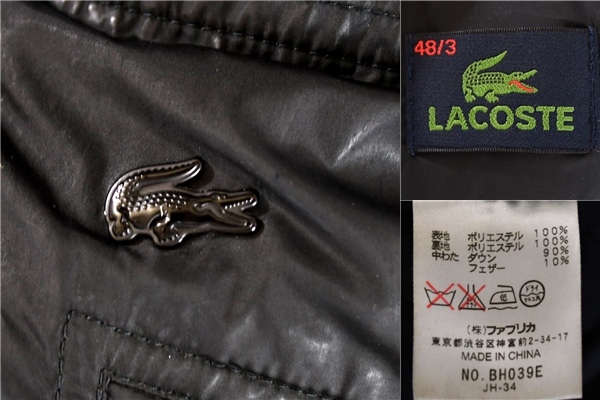 48/3
LACOSTE
表地 ポリエステル 100%
裏地 ポリエステル 100%
中わた ダウン 90%
フェザー 10%
ドライ
(株)ファブリカ
東京都渋谷区神宮前2-34-17
MADE IN CHINA
NO. BH039E
JH-34